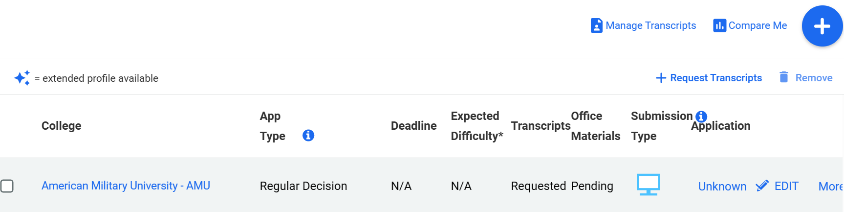 Manage Transcripts Compare Me
= extended profile available
+ Request Transcripts Remove
College App Type Deadline Expected Difficulty* Transcripts Office Materials Submission Type Application
American Military University - AMU Regular Decision N/A N/A Requested Pending Unknown EDIT More